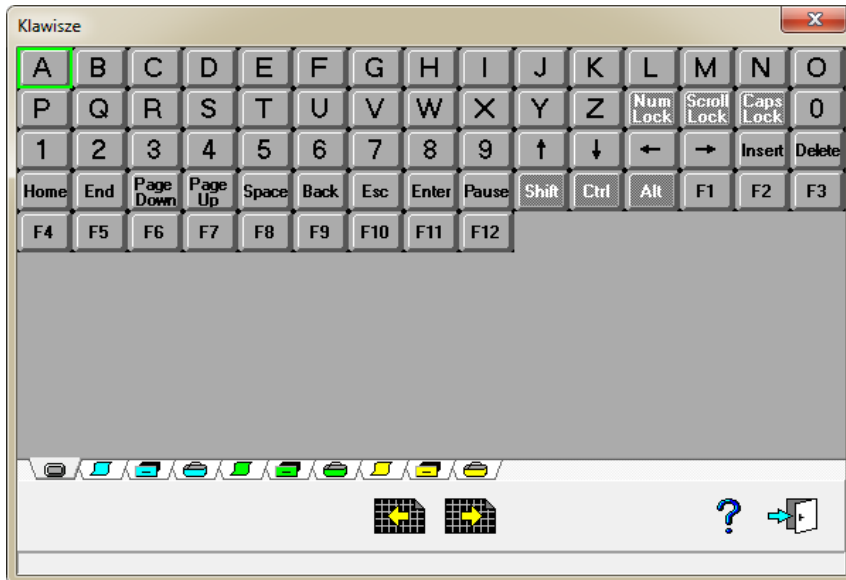 Klawisze
A B C D E F G H I J K L M N O
P Q R S T U V W X Y Z Num Lock Scroll Lock Caps Lock 0
1 2 3 4 5 6 7 8 9 ↑ ↓ ← → Insert Delete
Home End Page Down Page Up Space Back Esc Enter Pause Shift Ctrl Alt F1 F2 F3
F4 F5 F6 F7 F8 F9 F10 F11 F12
?